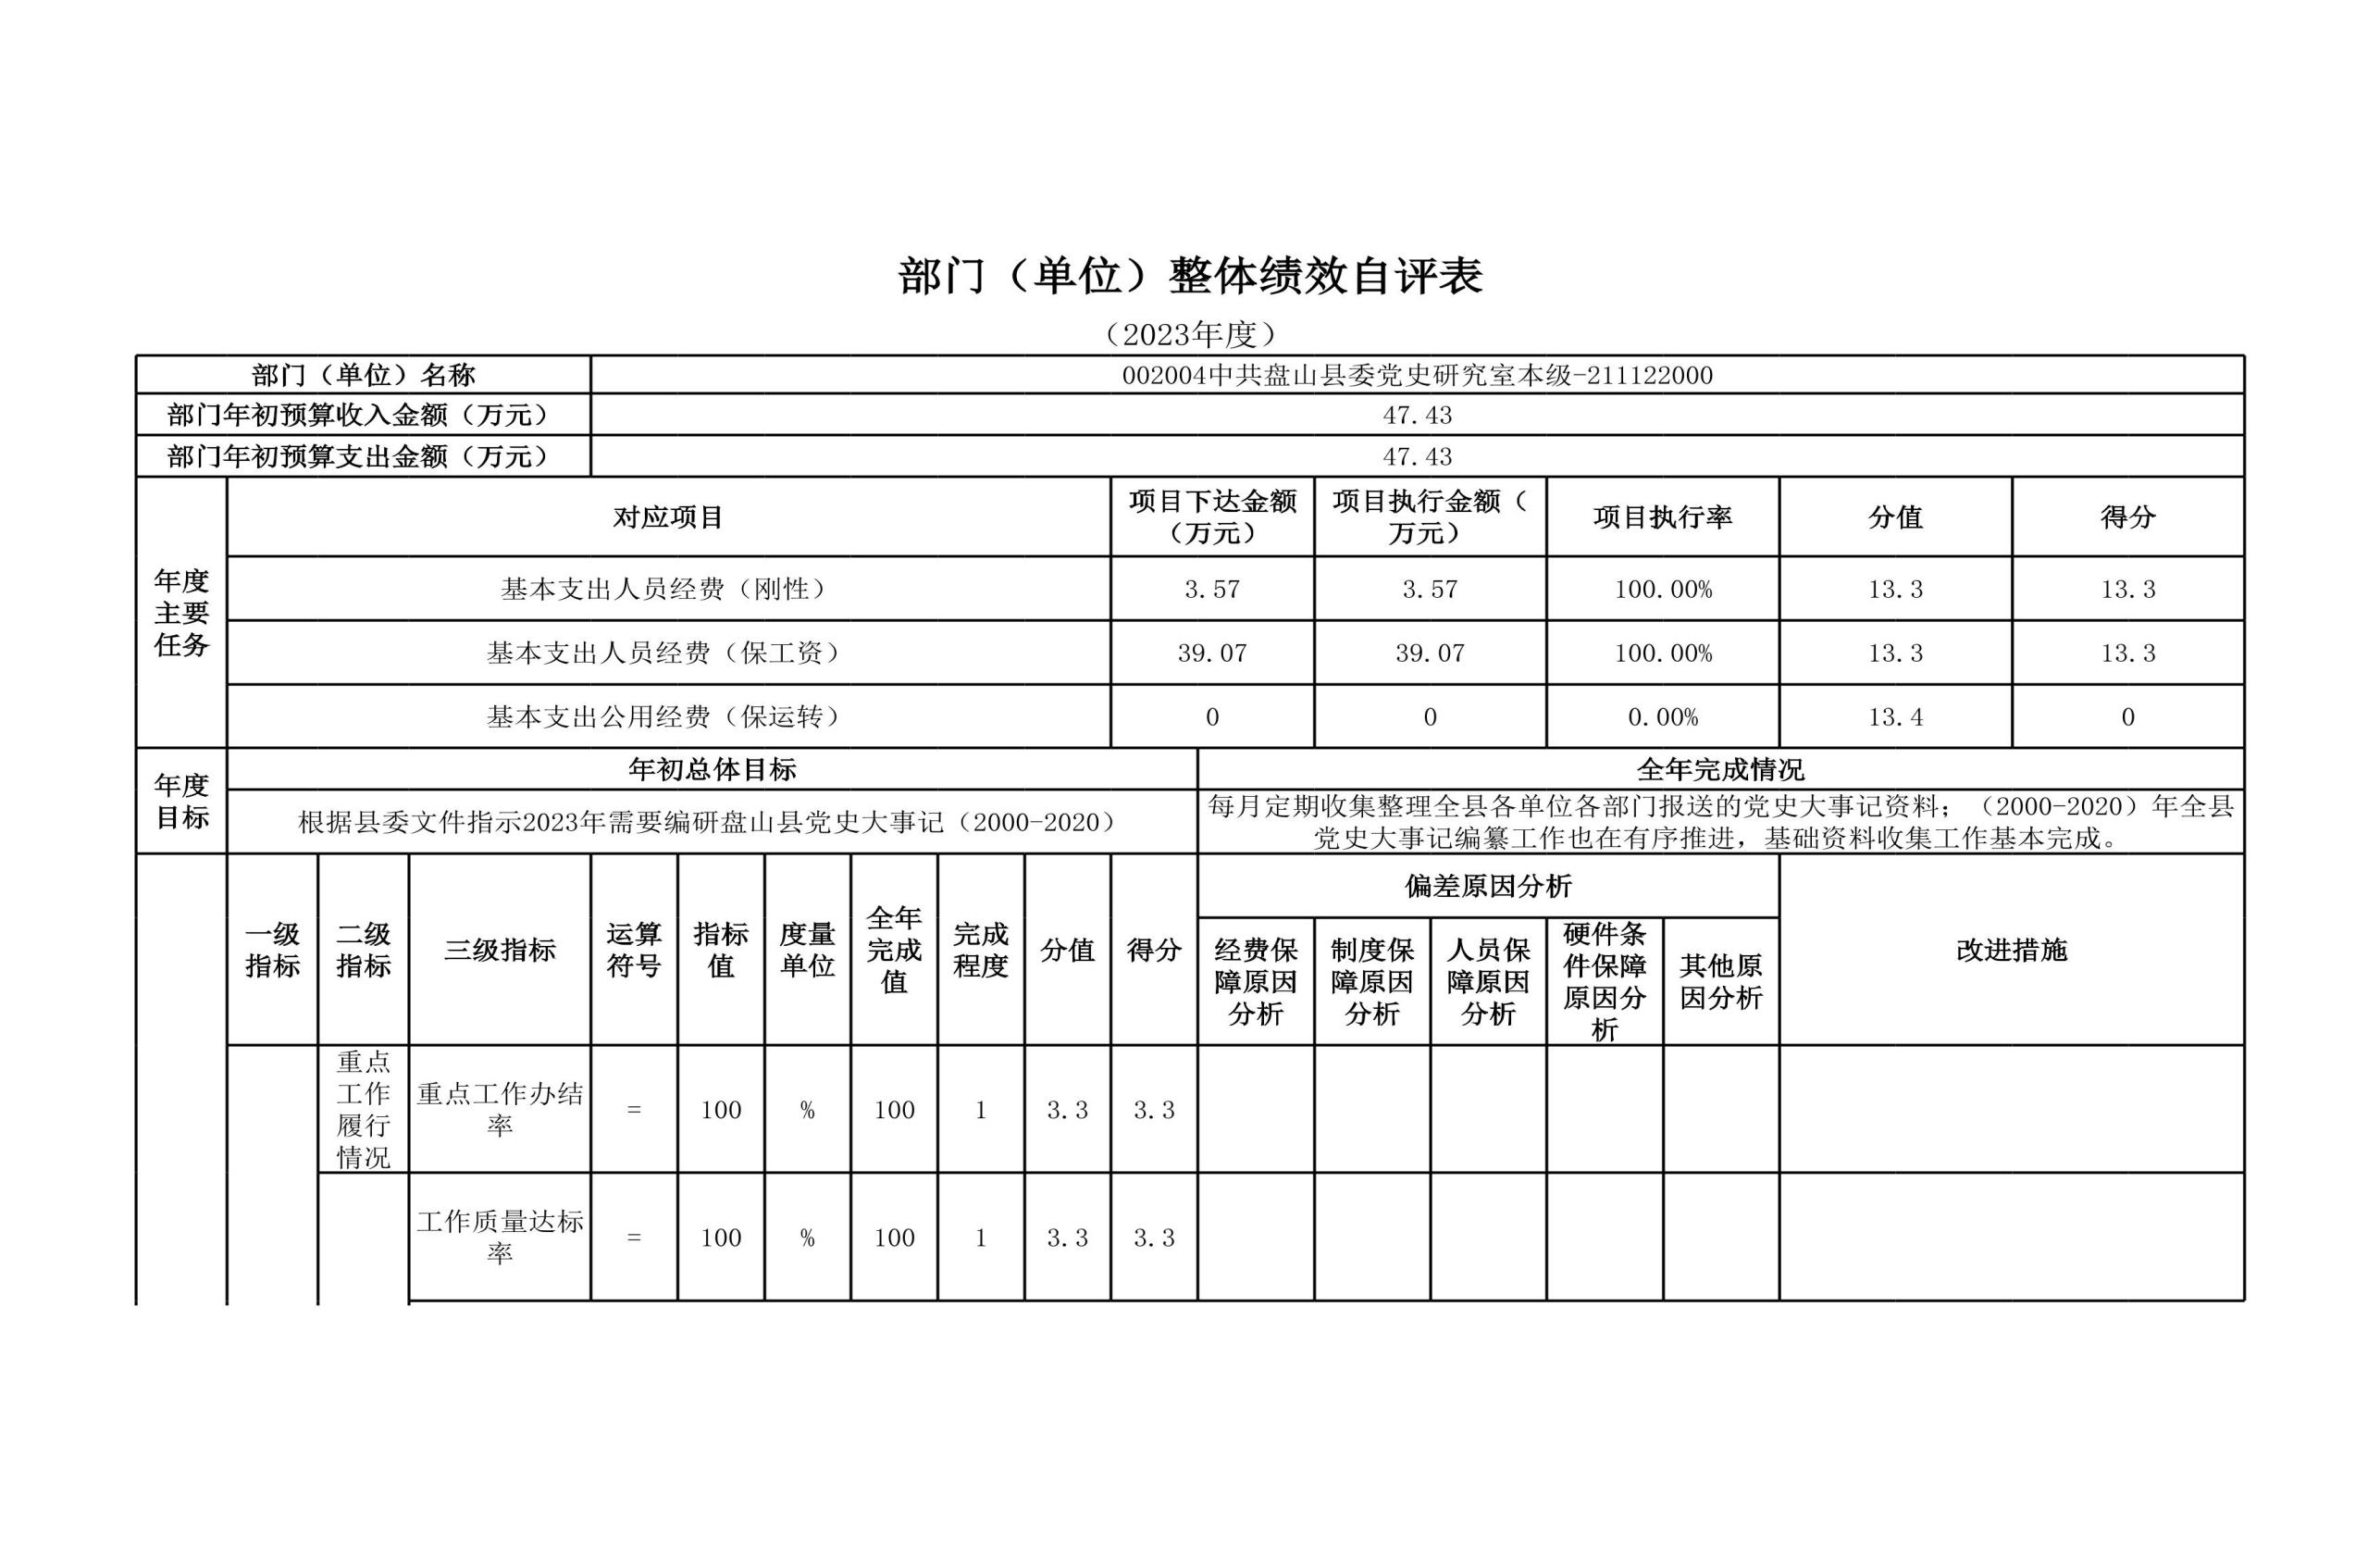 部门（单位）整体绩效自评表
（2023年度）
部门（单位）名称 002004中共盘山县委党史研究室本级-211122000
部门年初预算收入金额（万元） 47.43
部门年初预算支出金额（万元） 47.43
年度
主要
任务
对应项目
项目下达金额
（万元）
项目执行金额（
万元）
项目执行率
分值
得分
基本支出人员经费（刚性） 3.57 3.57 100.00% 13.3 13.3
基本支出人员经费（保工资） 39.07 39.07 100.00% 13.3 13.3
基本支出公用经费（保运转） 0 0 0.00% 13.4 0
年度
目标
年初总体目标 全年完成情况
根据县委文件指示2023年需要编研盘山县党史大事记（2000-2020）
每月定期收集整理全县各单位各部门报送的党史大事记资料；（2000-2020）年全县
党史大事记编纂工作也在有序推进，基础资料收集工作基本完成。
一级
指标
二级
指标
三级指标
运算
符号
指标
值
度量
单位
全年
完成
值
完成
程度
分值
得分
偏差原因分析
经费保
障原因
分析
制度保
障原因
分析
人员保
障原因
分析
硬件条
件保障
原因分
析
其他原
因分析
改进措施
重点
工作
履行
情况
重点工作办结
率
= 100 % 100 1 3.3 3.3
工作质量达标
率
= 100 % 100 1 3.3 3.3